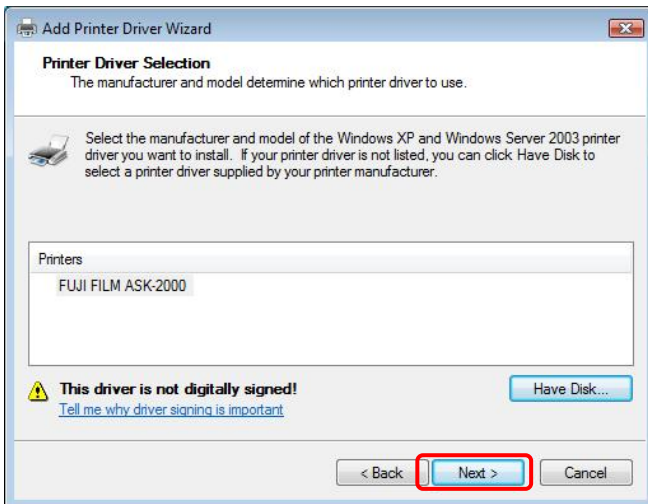 Add Printer Driver Wizard
Printer Driver Selection
The manufacturer and model determine which printer driver to use.
Select the manufacturer and model of the Windows XP and Windows Server 2003 printer
driver you want to install. If your printer driver is not listed, you can click Have Disk to
select a printer driver supplied by your printer manufacturer.
Printers
FUJI FILM ASK-2000
This driver is not digitally signed!
Have Disk...
Tell me why driver signing is important
< Back
Next >
Cancel